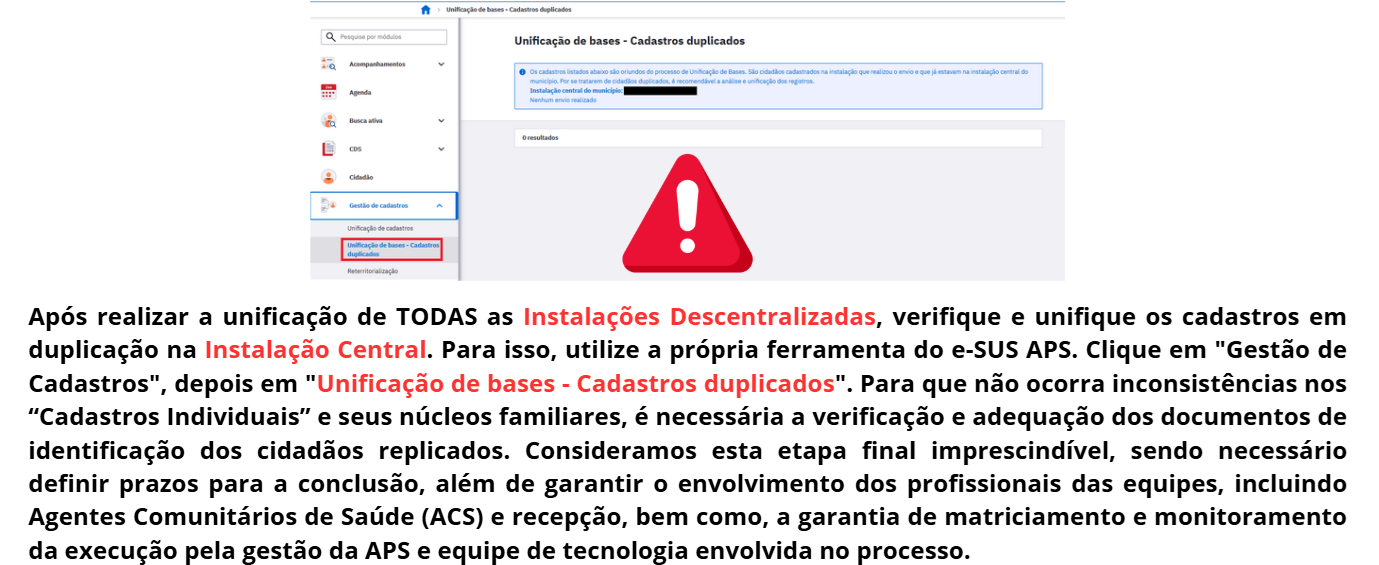 Unificação de bases - Cadastros duplicados
Pesquise por módulos
Acompanhamentos
Agenda
Busca ativa
CDS
Cidadão
Gestão de cadastros
Unificação de cadastros
Unificação de bases - Cadastros
duplicados
Reterritorialização
Unificação de bases - Cadastros duplicados
Os cadastros listados abaixo são oriundos do processo de Unificação de Bases. São cidadãos cadastrados na instalação que realizou o envio e que já estavam na instalação central do
município. Por se tratarem de cidadãos duplicados, é recomendável a análise e unificação dos registros.
Instalação central do município:
Nenhum envio realizado
0 resultados
Após realizar a unificação de TODAS as Instalações Descentralizadas, verifique e unifique os cadastros em
duplicação na Instalação Central. Para isso, utilize a própria ferramenta do e-SUS APS. Clique em "Gestão de
Cadastros", depois em "Unificação de bases - Cadastros duplicados". Para que não ocorra inconsistências nos
“Cadastros Individuais” e seus núcleos familiares, é necessária a verificação e adequação dos documentos de
identificação dos cidadãos replicados. Consideramos esta etapa final imprescindível, sendo necessário
definir prazos para a conclusão, além de garantir o envolvimento dos profissionais das equipes, incluindo
Agentes Comunitários de Saúde (ACS) e recepção, bem como, a garantia de matriciamento e monitoramento
da execução pela gestão da APS e equipe de tecnologia envolvida no processo.